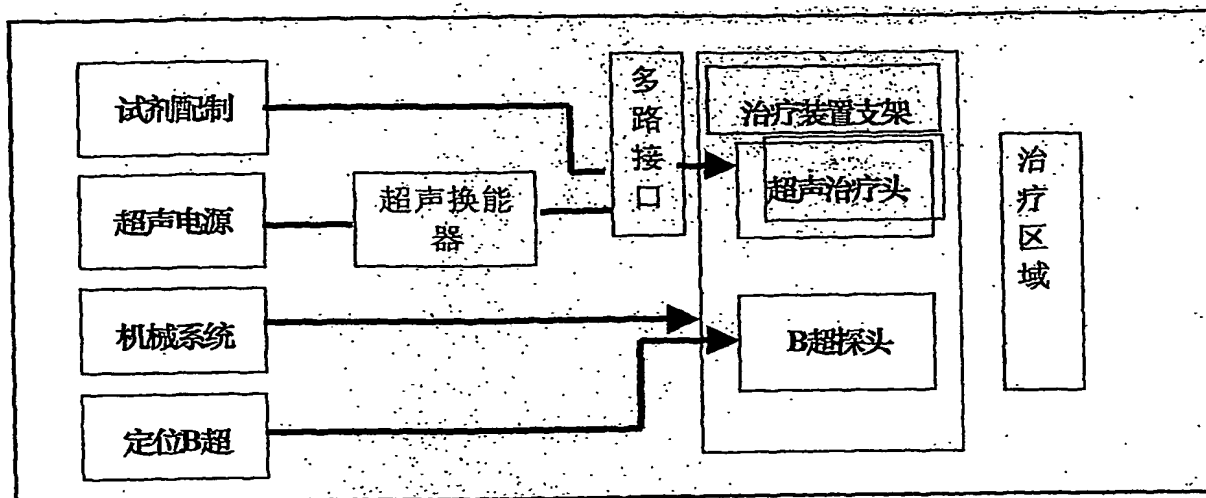 试剂配制
超声电源
机械系统
定位B超
超声换能
器
多
路
接
口
治疗装置支架
超声治疗头
B超探头
治
疗
区
域